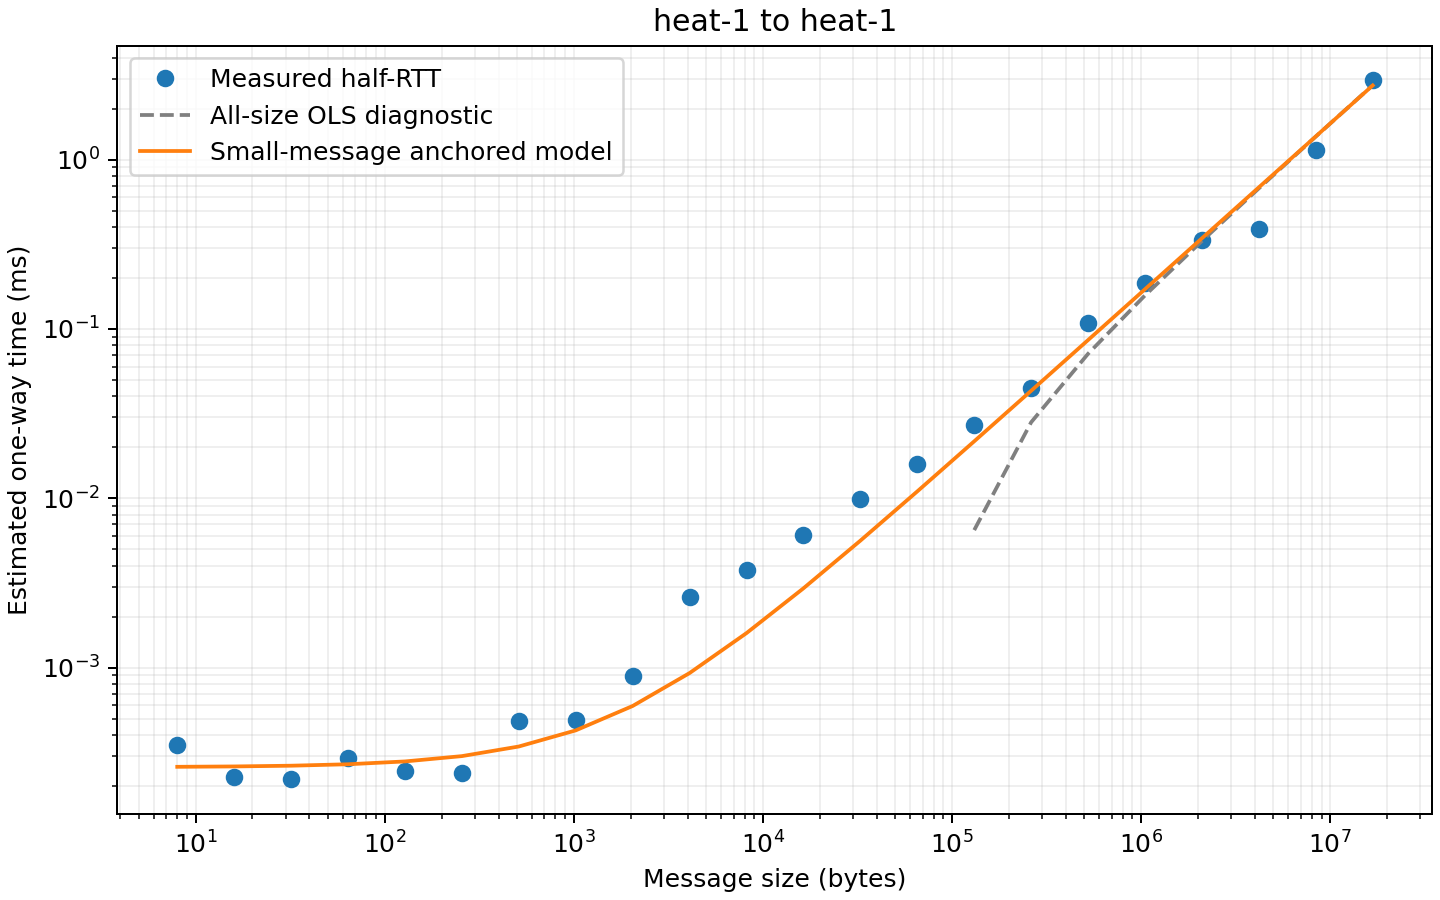 heat-1 to heat-1
Measured half-RTT
All-size OLS diagnostic
Small-message anchored model
Estimated one-way time (ms)
10⁰
10⁻¹
10⁻²
10⁻³
10¹ 10² 10³ 10⁴ 10⁵ 10⁶ 10⁷
Message size (bytes)